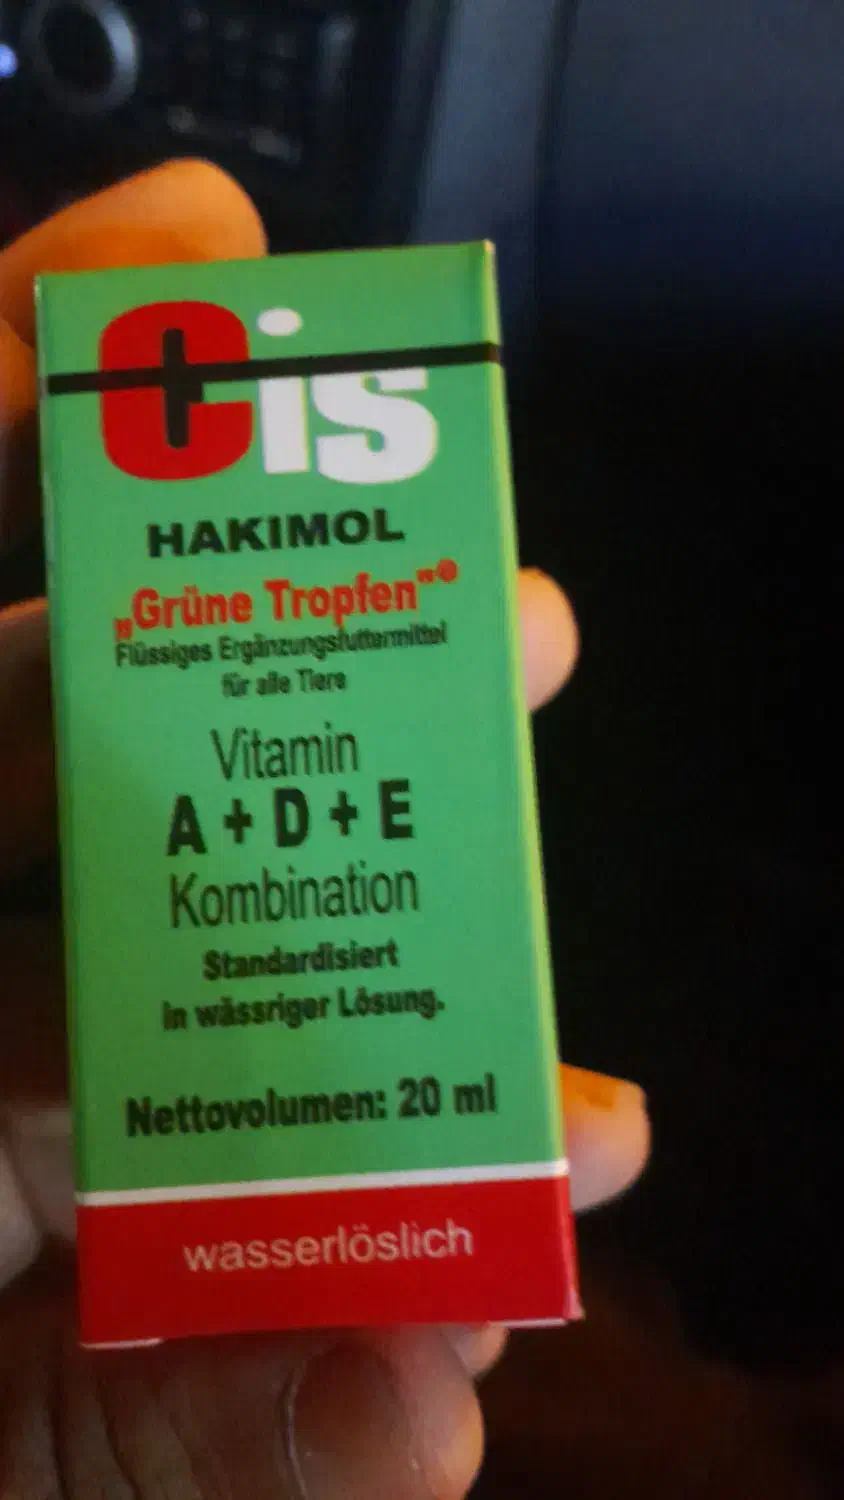 Cis
HAKIMOL
„Grüne Tropfen"®
Flüssiges Ergänzungsfuttermittel
für alle Tiere
Vitamin
A + D + E
Kombination
Standardisiert
in wässriger Lösung.
Nettovolumen: 20 ml
wasserlöslich